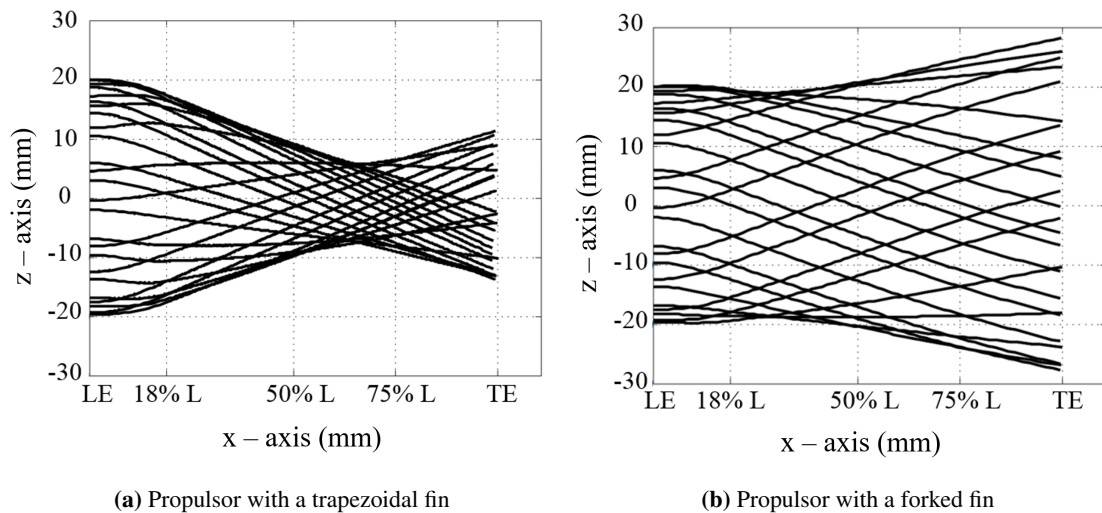 30
20
10
0
-10
-20
-30
z – axis (mm)
LE 18% L 50% L 75% L TE
x – axis (mm)
(a) Propulsor with a trapezoidal fin
30
20
10
0
-10
-20
-30
z – axis (mm)
LE 18% L 50% L 75% L TE
x – axis (mm)
(b) Propulsor with a forked fin